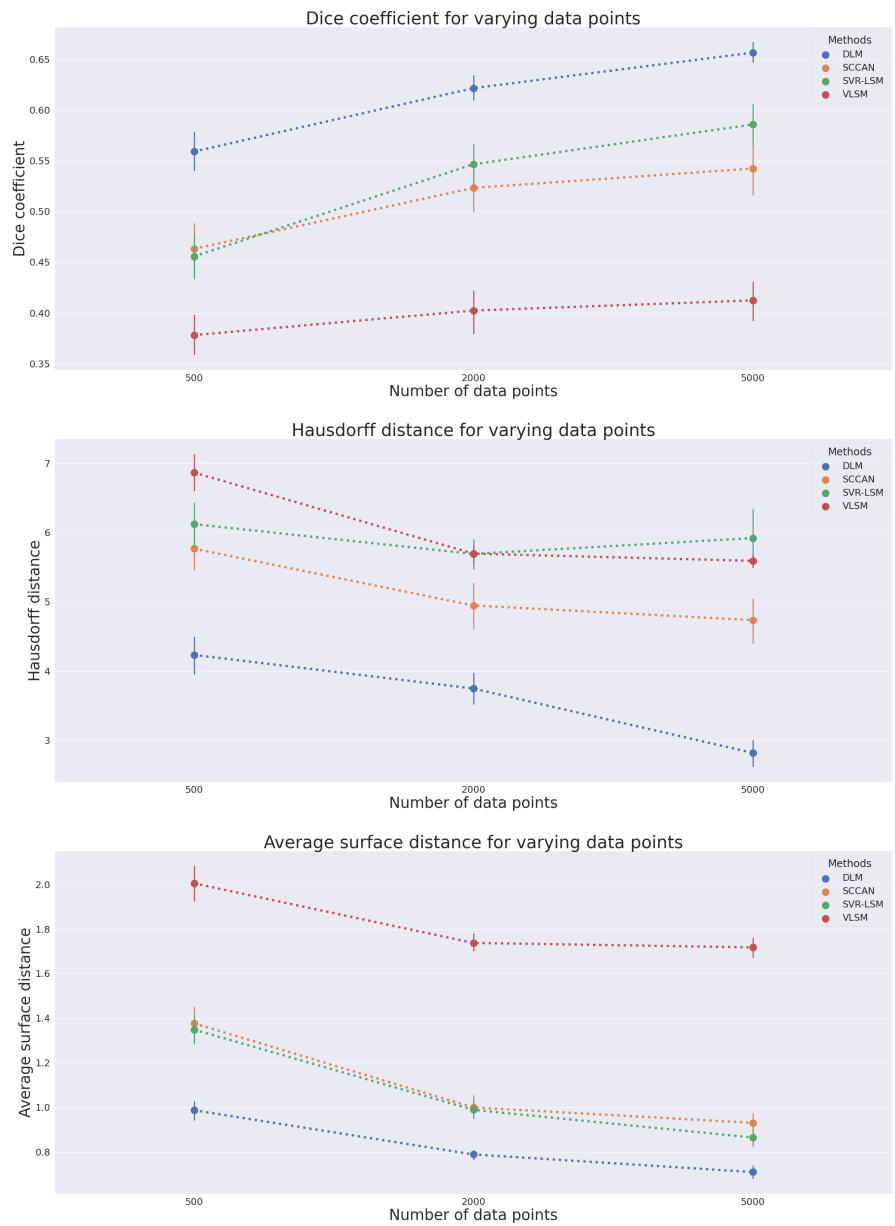 Dice coefficient for varying data points
Methods
DLM
SCCAN
SVR-LSM
VLSM
0.65
0.60
0.55
0.50
0.45
0.40
0.35
Dice coefficient
500 2000 5000
Number of data points
Hausdorff distance for varying data points
Methods
DLM
SCCAN
SVR-LSM
VLSM
7
6
5
4
3
Hausdorff distance
500 2000 5000
Number of data points
Average surface distance for varying data points
Methods
DLM
SCCAN
SVR-LSM
VLSM
2.0
1.8
1.6
1.4
1.2
1.0
0.8
Average surface distance
500 2000 5000
Number of data points